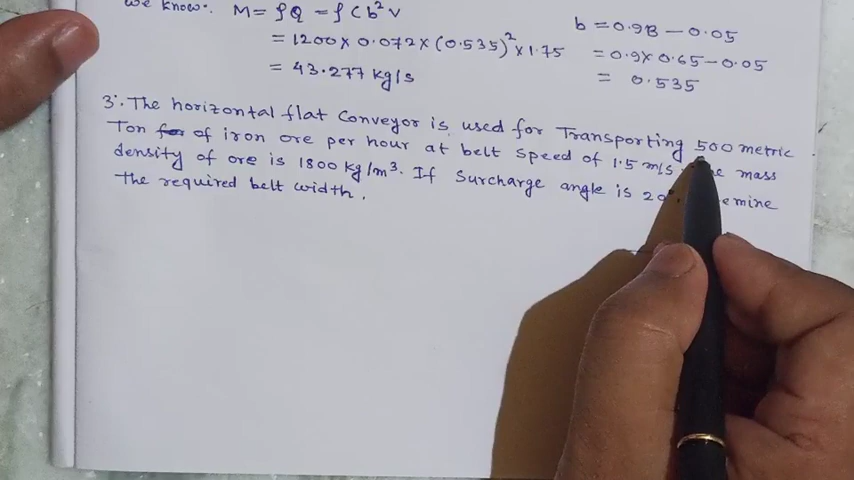 we know:. M = ρQ = ρCb²V
= 1200 × 0.072 × (0.535)² × 1.75
= 43.277 kg/s
b = 0.9B - 0.05
= 0.9 × 0.65 - 0.05
= 0.535
3:. The horizontal flat Conveyor is used for Transporting 500 metric
Ton of iron ore per hour at belt speed of 1.5 m/s. mass
density of ore is 1800 kg/m³. If Surcharge angle is 20
the required belt width.